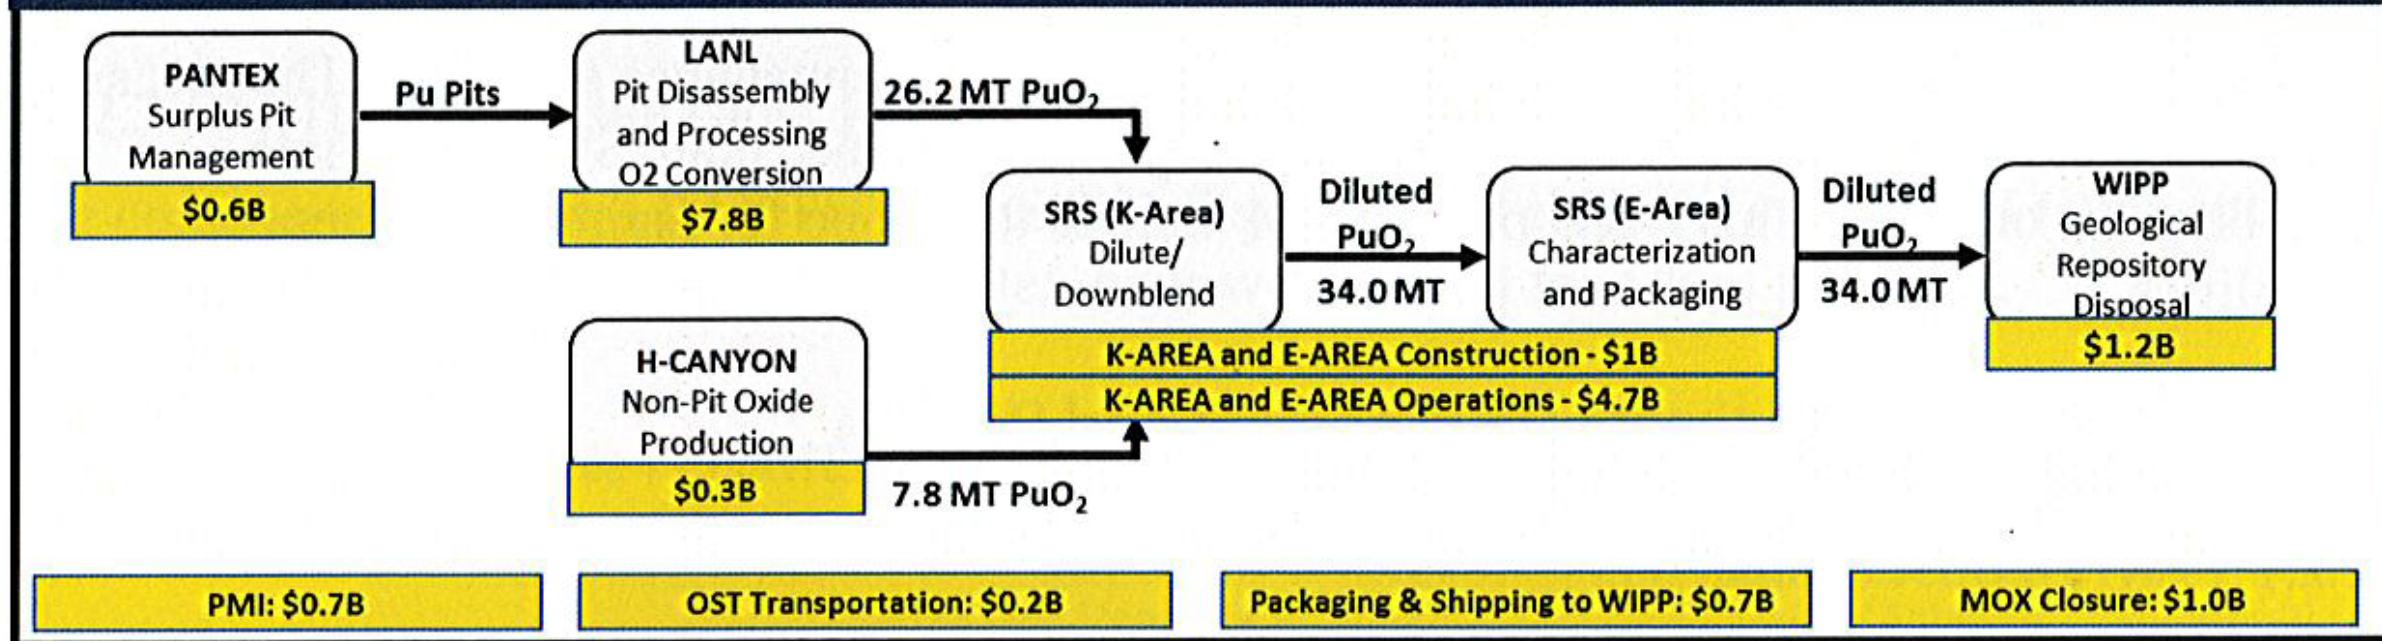 PANTEX
Surplus Pit
Management
$0.6B
Pu Pits
LANL
Pit Disassembly
and Processing
O2 Conversion
$7.8B
26.2 MT PuO₂
H-CANYON
Non-Pit Oxide
Production
$0.3B
7.8 MT PuO₂
SRS (K-Area)
Dilute/
Downblend
Diluted
PuO₂
34.0 MT
SRS (E-Area)
Characterization
and Packaging
K-AREA and E-AREA Construction - $1B
K-AREA and E-AREA Operations - $4.7B
Diluted
PuO₂
34.0 MT
WIPP
Geological
Repository
Disposal
$1.2B
PMI: $0.7B
OST Transportation: $0.2B
Packaging & Shipping to WIPP: $0.7B
MOX Closure: $1.0B